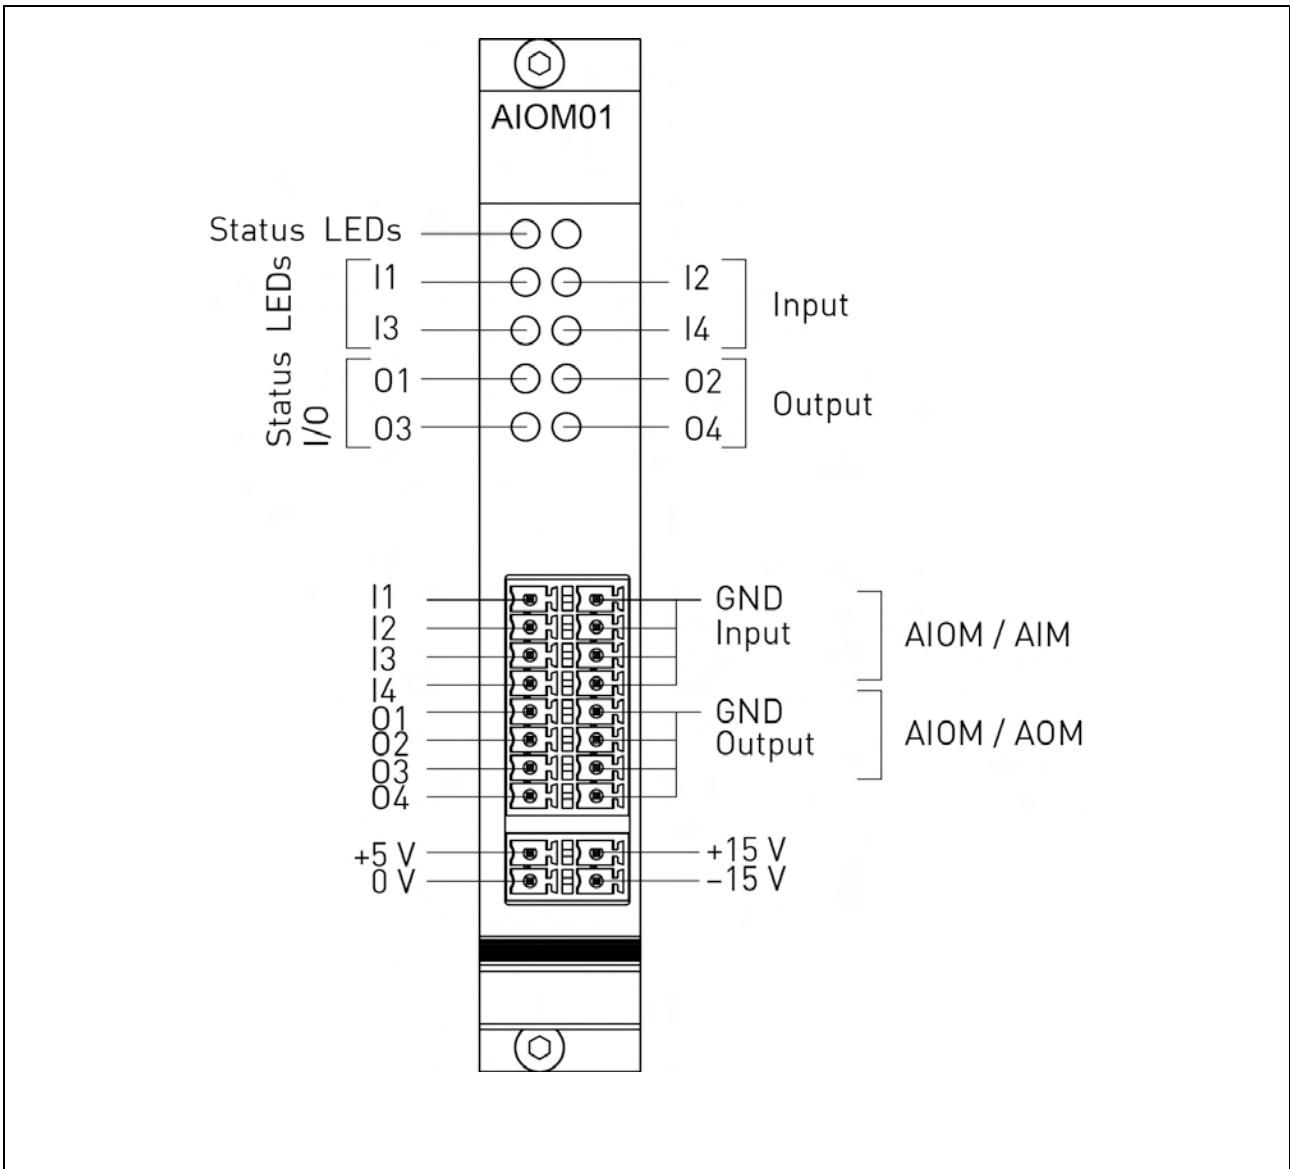 AIOM01
Status LEDs
Status LEDs
I/O
I1
I2
Input
I3
I4
O1
O2
Output
O3
O4
I1
I2
I3
I4
O1
O2
O3
O4
GND
Input
AIOM / AIM
GND
Output
AIOM / AOM
+5 V
+15 V
0 V
–15 V